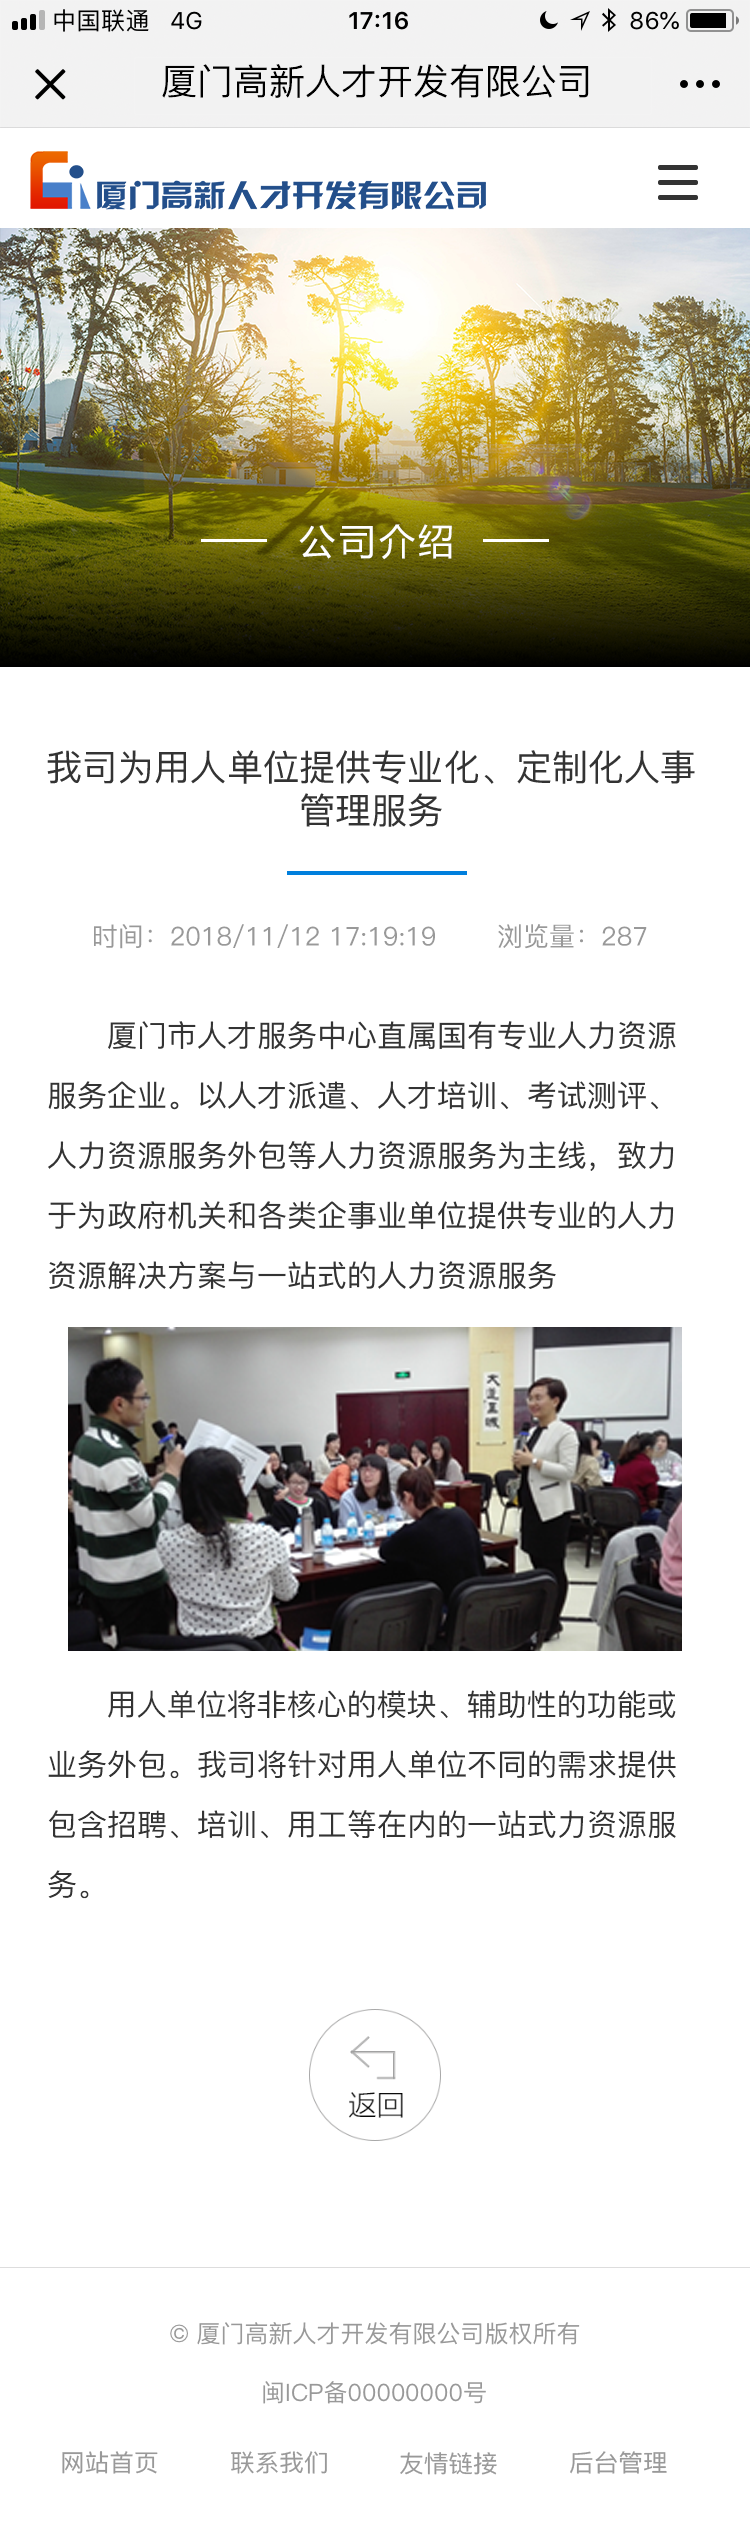 中国联通 4G 17:16 86%
厦门高新人才开发有限公司
厦门高新人才开发有限公司
公司介绍
我司为用人单位提供专业化、定制化人事
管理服务
时间：2018/11/12 17:19:19 浏览量：287
厦门市人才服务中心直属国有专业人力资源
服务企业。以人才派遣、人才培训、考试测评、
人力资源服务外包等人力资源服务为主线，致力
于为政府机关和各类企事业单位提供专业的人力
资源解决方案与一站式的人力资源服务
用人单位将非核心的模块、辅助性的功能或
业务外包。我司将针对用人单位不同的需求提供
包含招聘、培训、用工等在内的一站式力资源服
务。
返回
© 厦门高新人才开发有限公司版权所有
闽ICP备00000000号
网站首页 联系我们 友情链接 后台管理